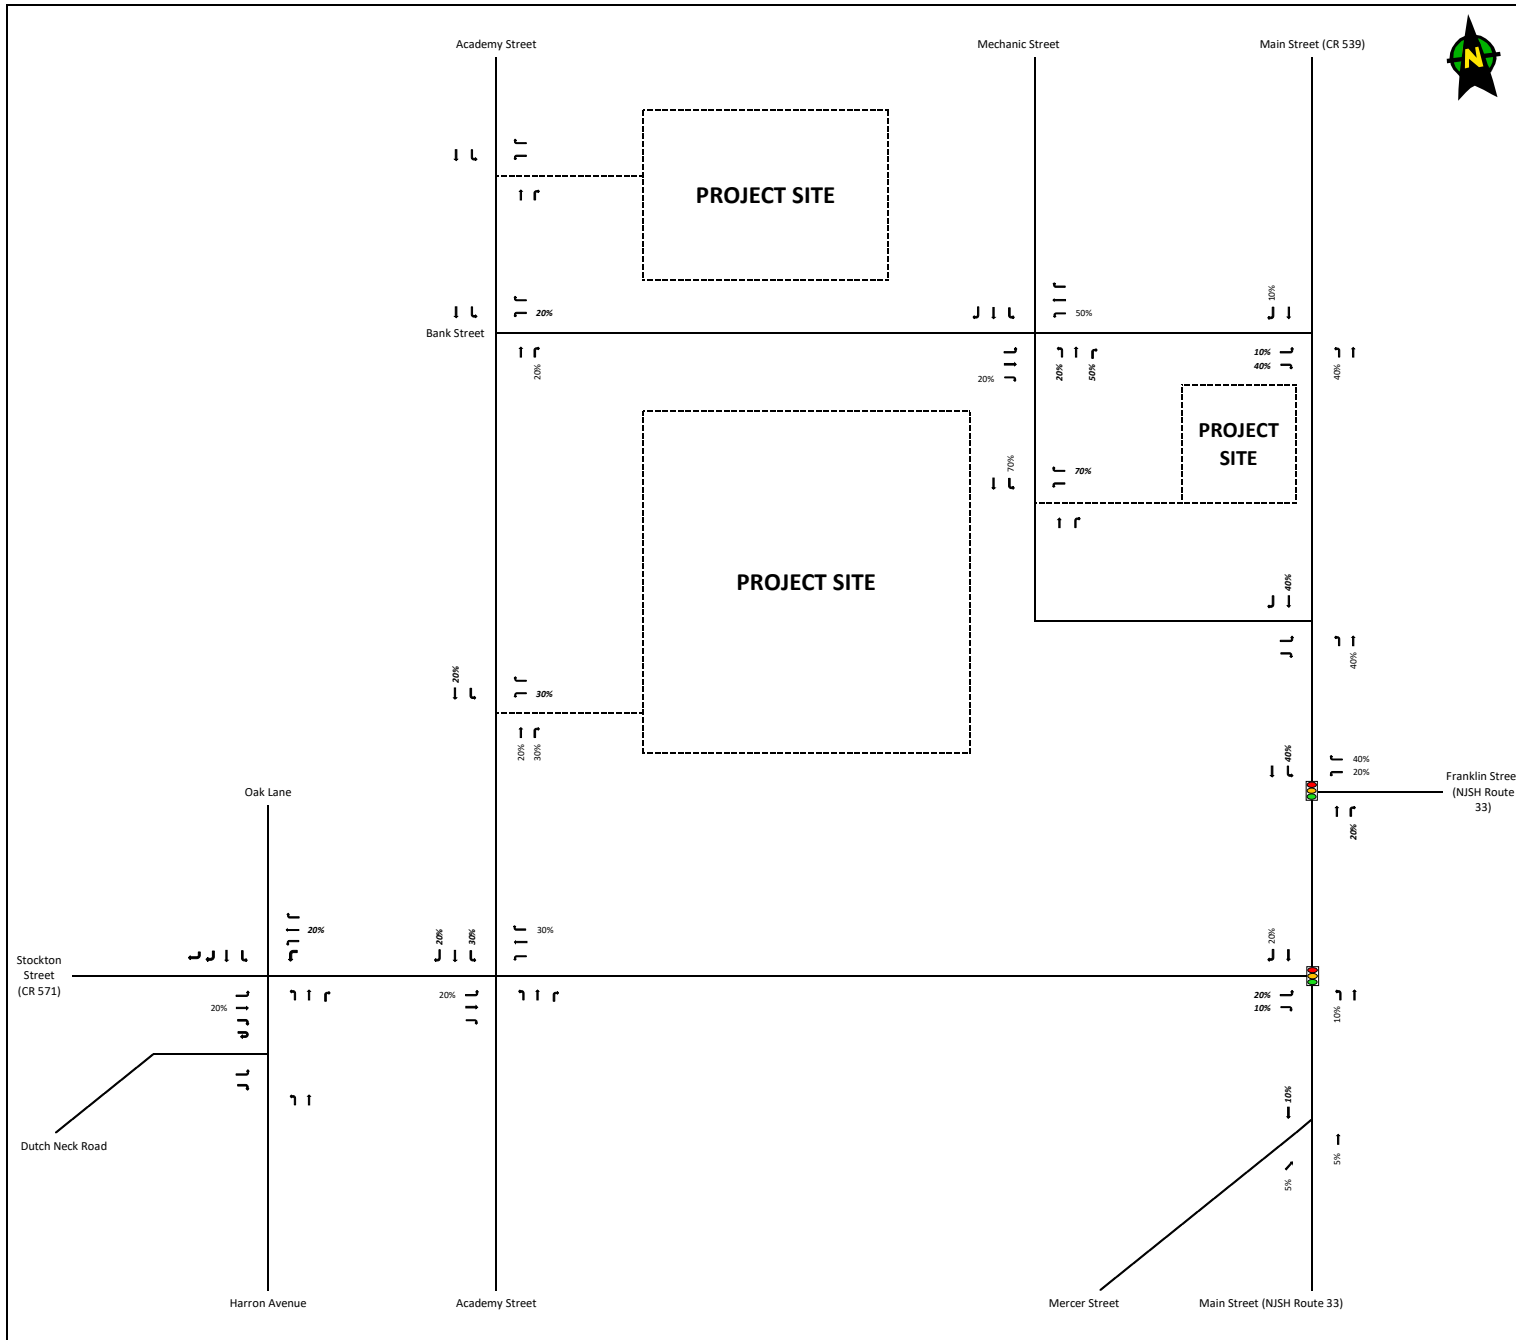 Academy Street
Mechanic Street
Main Street (CR 539)
N
PROJECT SITE
10%
20%
50%
Bank Street
20%
20%
20%
50%
10%
40%
40%
PROJECT
SITE
70%
70%
40%
PROJECT SITE
40%
20%
30%
20%
30%
40%
40%
20%
Franklin Stree
(NJSH Route
33)
20%
Oak Lane
20%
20%
30%
30%
20%
Stockton
Street
(CR 571)
20%
20%
20%
10%
10%
10%
Dutch Neck Road
5%
5%
Harron Avenue
Academy Street
Mercer Street
Main Street (NJSH Route 33)